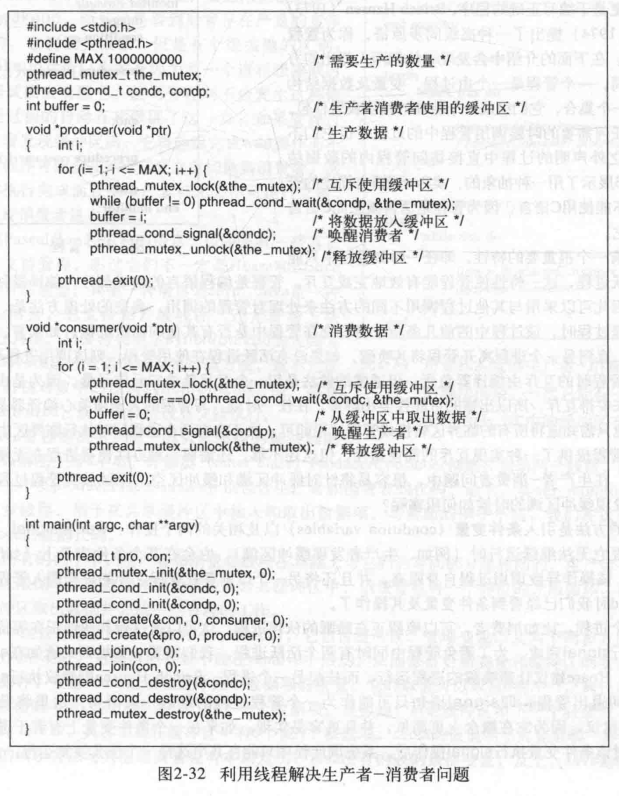 #include <stdio.h>
#include <pthread.h>
#define MAX 1000000000 /* 需要生产的数量 */
pthread_mutex_t the_mutex;
pthread_cond_t condc, condp;
int buffer = 0; /* 生产者消费者使用的缓冲区 */
void *producer(void *ptr) /* 生产数据 */
{ int i;
for (i= 1; i <= MAX; i++) {
pthread_mutex_lock(&the_mutex); /* 互斥使用缓冲区 */
while (buffer != 0) pthread_cond_wait(&condp, &the_mutex);
buffer = i; /* 将数据放入缓冲区 */
pthread_cond_signal(&condc); /* 唤醒消费者 */
pthread_mutex_unlock(&the_mutex); /*释放缓冲区 */
}
pthread_exit(0);
}
void *consumer(void *ptr) /* 消费数据 */
{ int i;
for (i = 1; i <= MAX; i++) {
pthread_mutex_lock(&the_mutex); /* 互斥使用缓冲区 */
while (buffer ==0) pthread_cond_wait(&condc, &the_mutex);
buffer = 0; /* 从缓冲区中取出数据 */
pthread_cond_signal(&condp); /* 唤醒生产者 */
pthread_mutex_unlock(&the_mutex); /* 释放缓冲区 */
}
pthread_exit(0);
}
int main(int argc, char **argv)
{
pthread_t pro, con;
pthread_mutex_init(&the_mutex, 0);
pthread_cond_init(&condc, 0);
pthread_cond_init(&condp, 0);
pthread_create(&con, 0, consumer, 0);
pthread_create(&pro, 0, producer, 0);
pthread_join(pro, 0);
pthread_join(con, 0);
pthread_cond_destroy(&condc);
pthread_cond_destroy(&condp);
pthread_mutex_destroy(&the_mutex);
}
图2-32 利用线程解决生产者–消费者问题